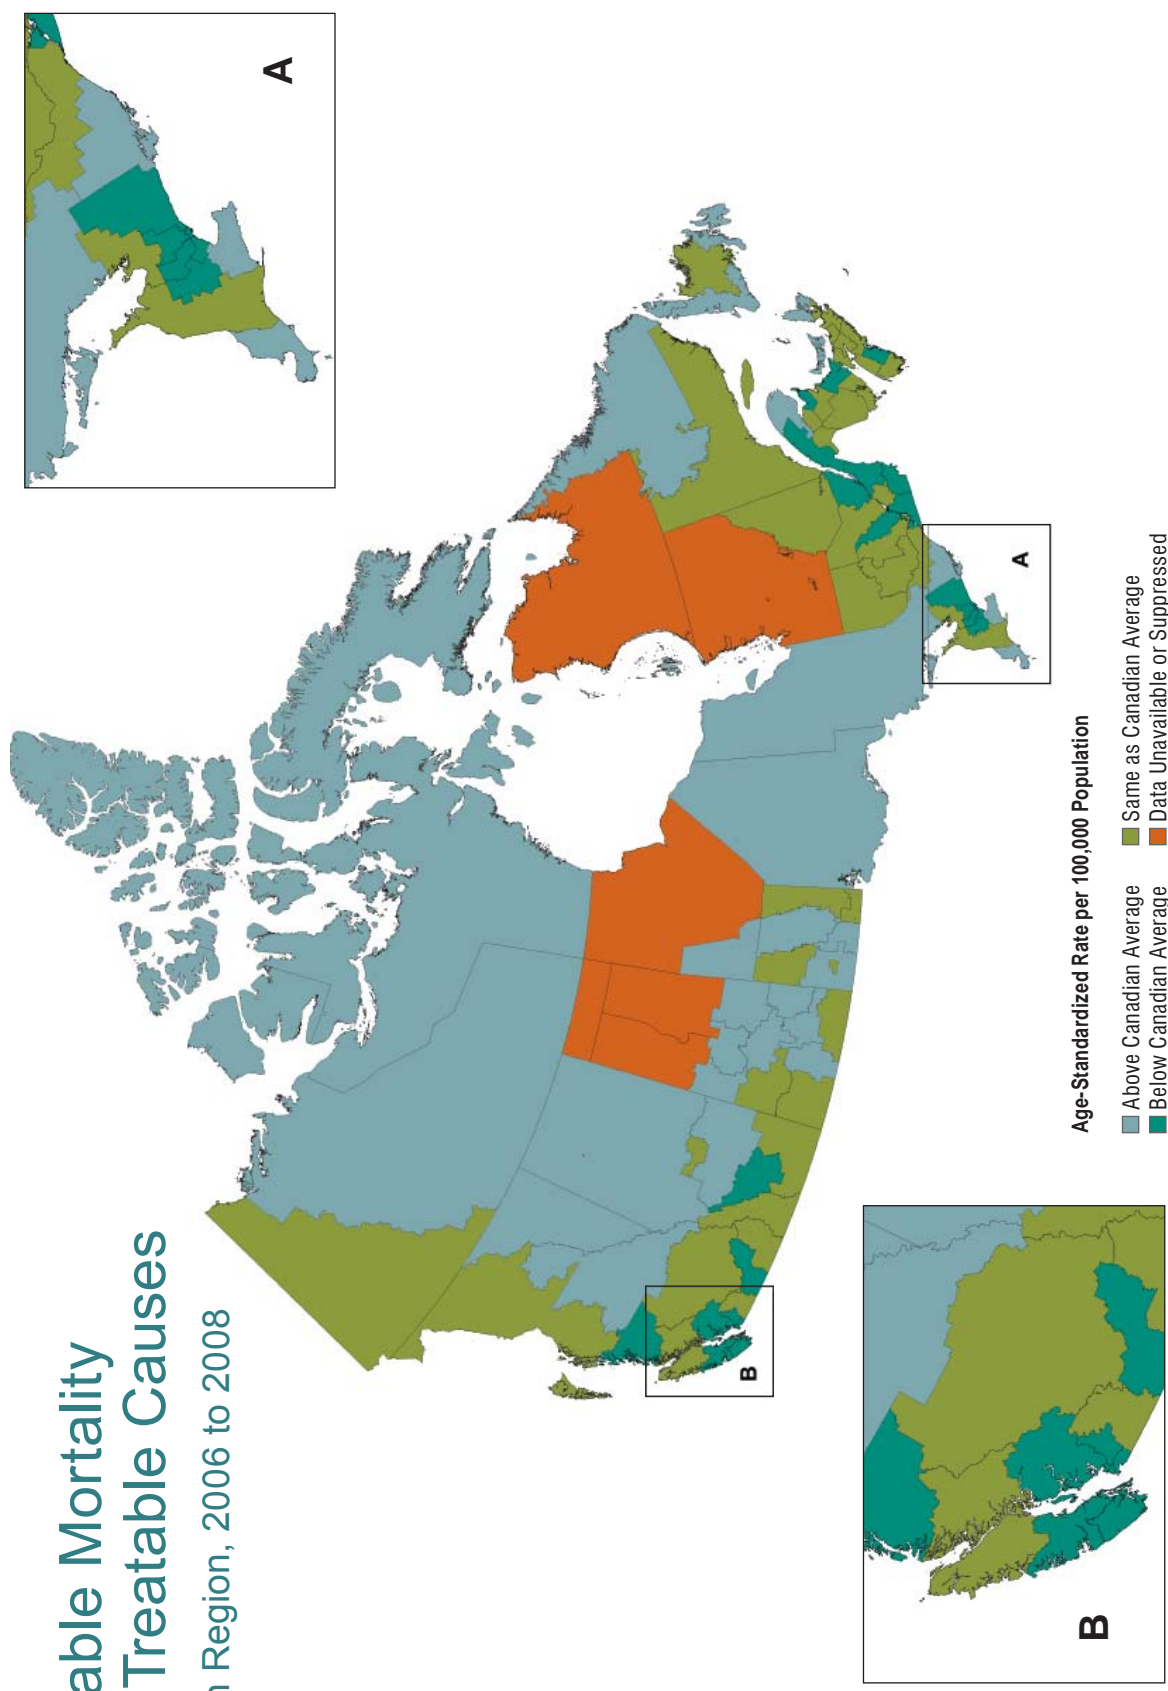 able Mortality
Treatable Causes
Region, 2006 to 2008
A
A
B
B
Age-Standardized Rate per 100,000 Population
Above Canadian Average
Same as Canadian Average
Below Canadian Average
Data Unavailable or Suppressed